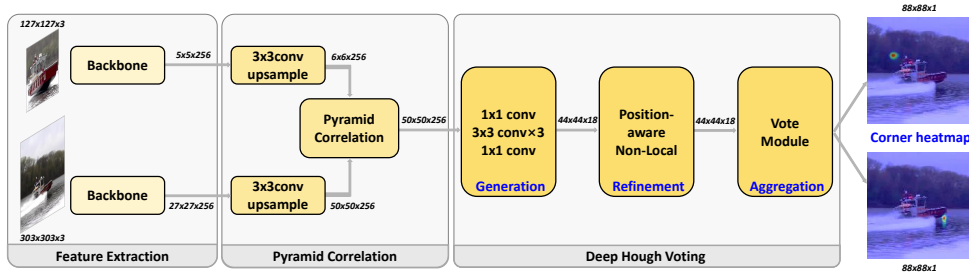 127x127x3
Backbone
5x5x256
3x3conv
upsample
6x6x256
Pyramid
Correlation
50x50x256
Backbone
27x27x256
3x3conv
upsample
50x50x256
303x303x3
1x1 conv
3x3 conv×3
1x1 conv
Generation
44x44x18
Position-
aware
Non-Local
Refinement
44x44x18
Vote
Module
Aggregation
88x88x1
Corner heatmap
88x88x1
Feature Extraction
Pyramid Correlation
Deep Hough Voting